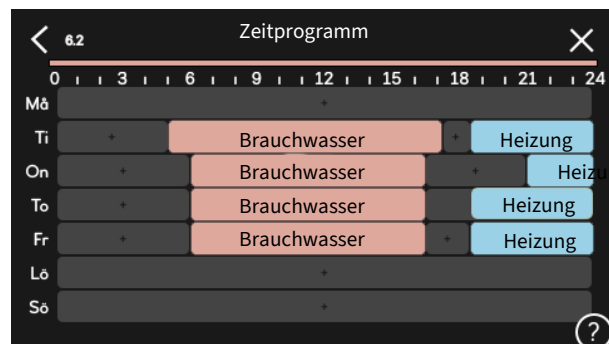 6.2 Zeitprogramm
0 3 6 9 12 15 18 21 24
Må
Ti Brauchwasser Heizung
On Brauchwasser Heizu
To Brauchwasser Heizung
Fr Brauchwasser Heizung
Lö
Sö
?